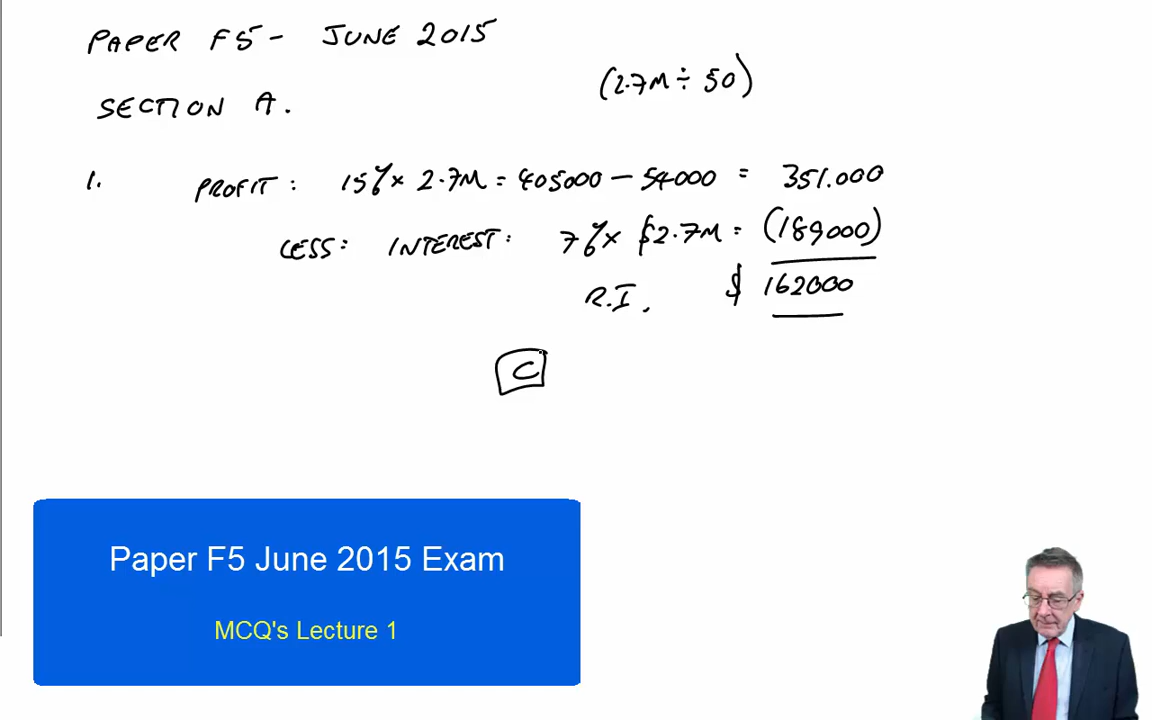 PAPER F5 - JUNE 2015
(2.7M ÷ 50)
SECTION A.
1. PROFIT: 15% × 2.7M = 405000 - 54000 = 351.000
LESS: INTEREST: 7% × $2.7M = (189000)
R.I. $ 162000
C
Paper F5 June 2015 Exam
MCQ's Lecture 1